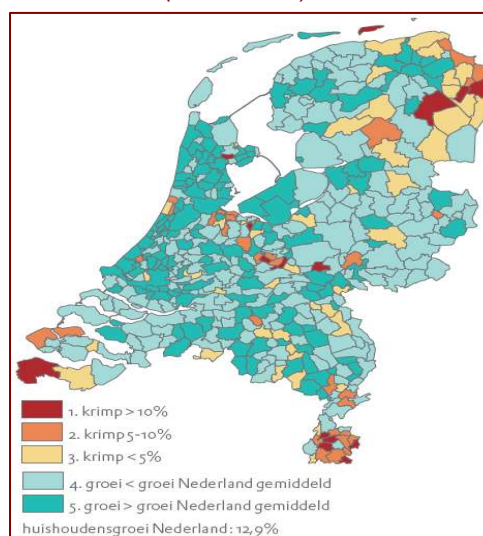 1. krimp > 10%
2. krimp 5-10%
3. krimp < 5%
4. groei < groei Nederland gemiddeld
5. groei > groei Nederland gemiddeld
huishoudensgroei Nederland: 12,9%